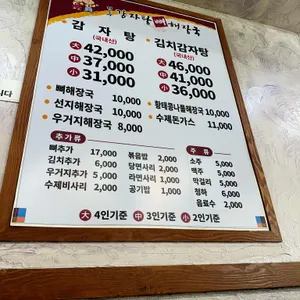 뼈해장국
감자탕 김치감자탕
(국내산) (국내산)
大 42,000 大 46,000
中 37,000 中 41,000
小 31,000 小 36,000
• 뼈해장국 10,000 • 황태콩나물해장국 10,000
• 선지해장국 10,000 • 수제돈가스 11,000
• 우거지해장국 8,000
추가류 주류
뼈추가 17,000 볶음밥 2,000 소주 5,000
김치추가 6,000 당면사리 2,000 맥주 5,000
우거지추가 5,000 라면사리 1,000 막걸리 5,000
수제비사리 2,000 공기밥 1,000 청하 6,000
음료수 2,000
大 4인기준 中 3인기준 小 2인기준
니다